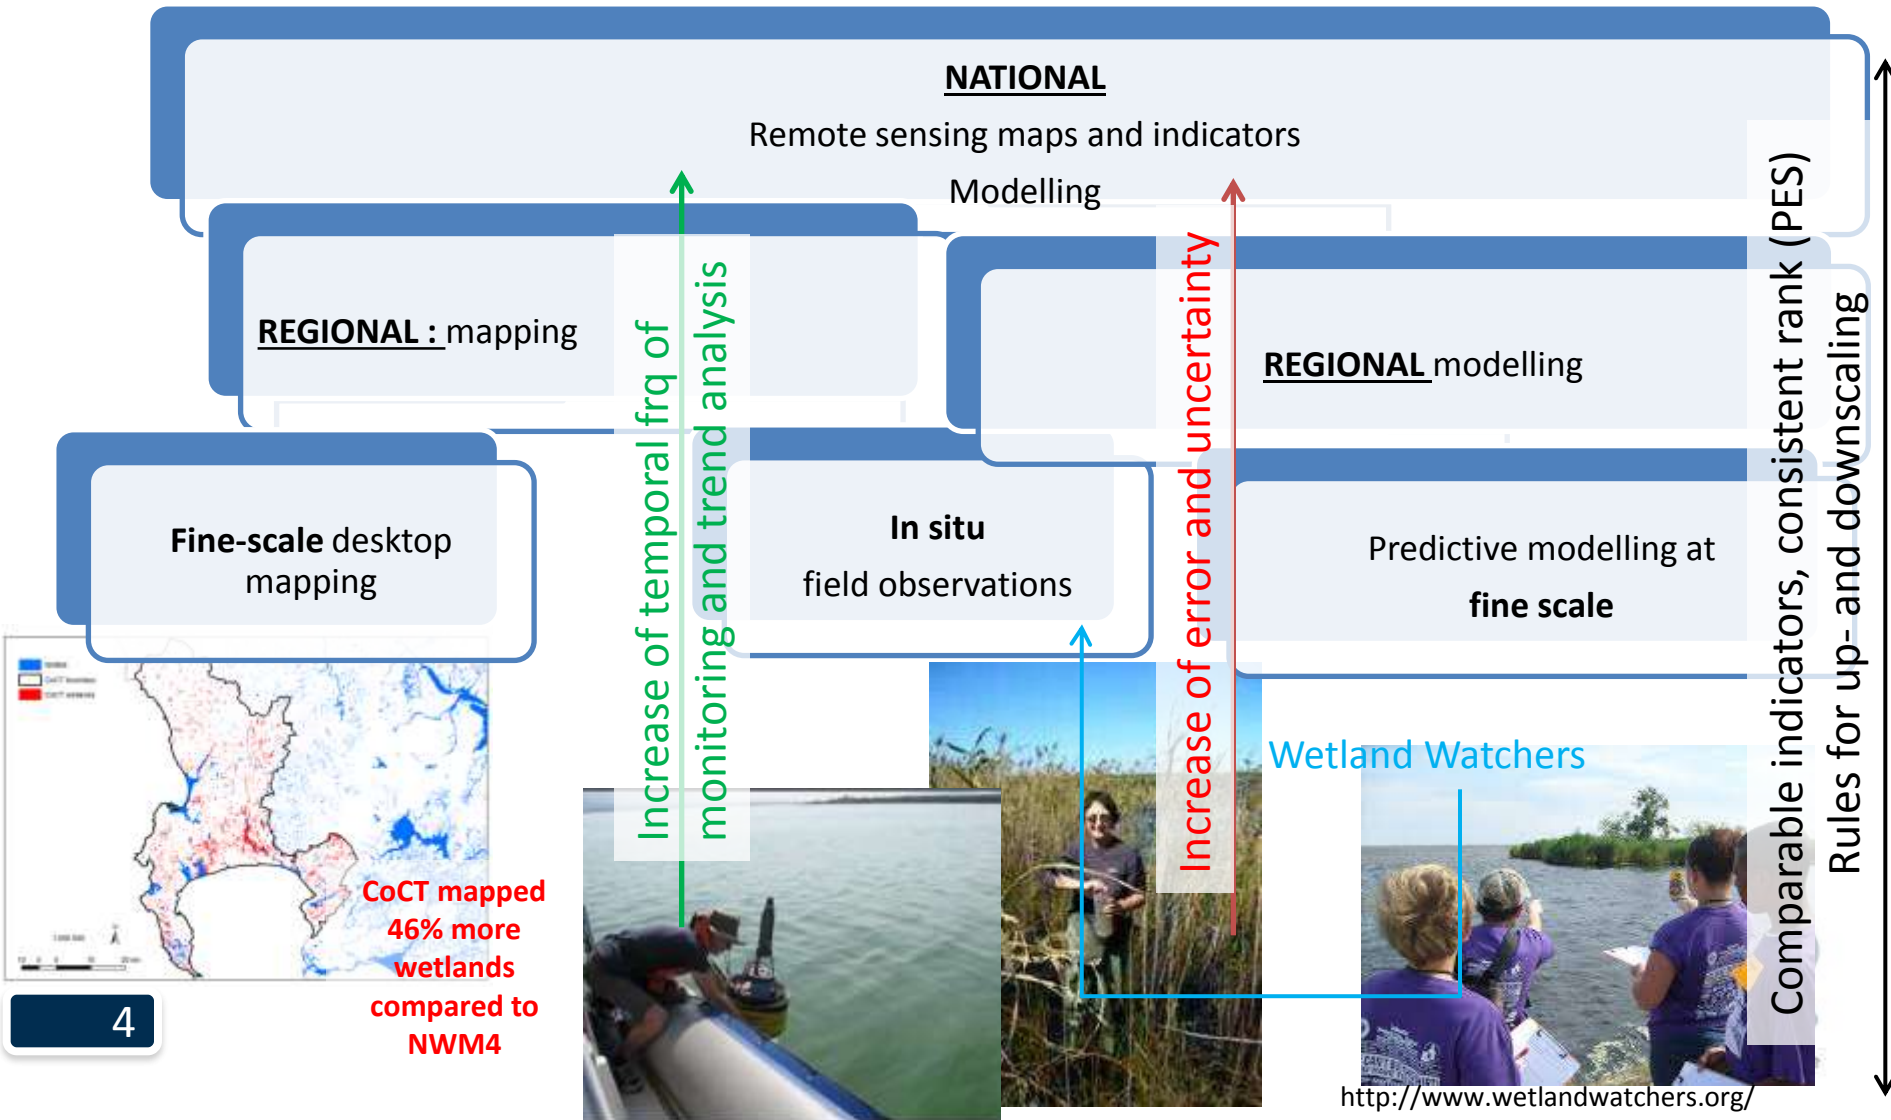 NATIONAL
Remote sensing maps and indicators
Modelling
REGIONAL : mapping
REGIONAL modelling
Fine-scale desktop
mapping
In situ
field observations
Predictive modelling at
fine scale
Increase of temporal frq of
monitoring and trend analysis
Increase of error and uncertainty
Comparable indicators, consistent rank (PES)
Rules for up- and downscaling
Wetland Watchers
CoCT mapped
46% more
wetlands
compared to
NWM4
4
http://www.wetlandwatchers.org/